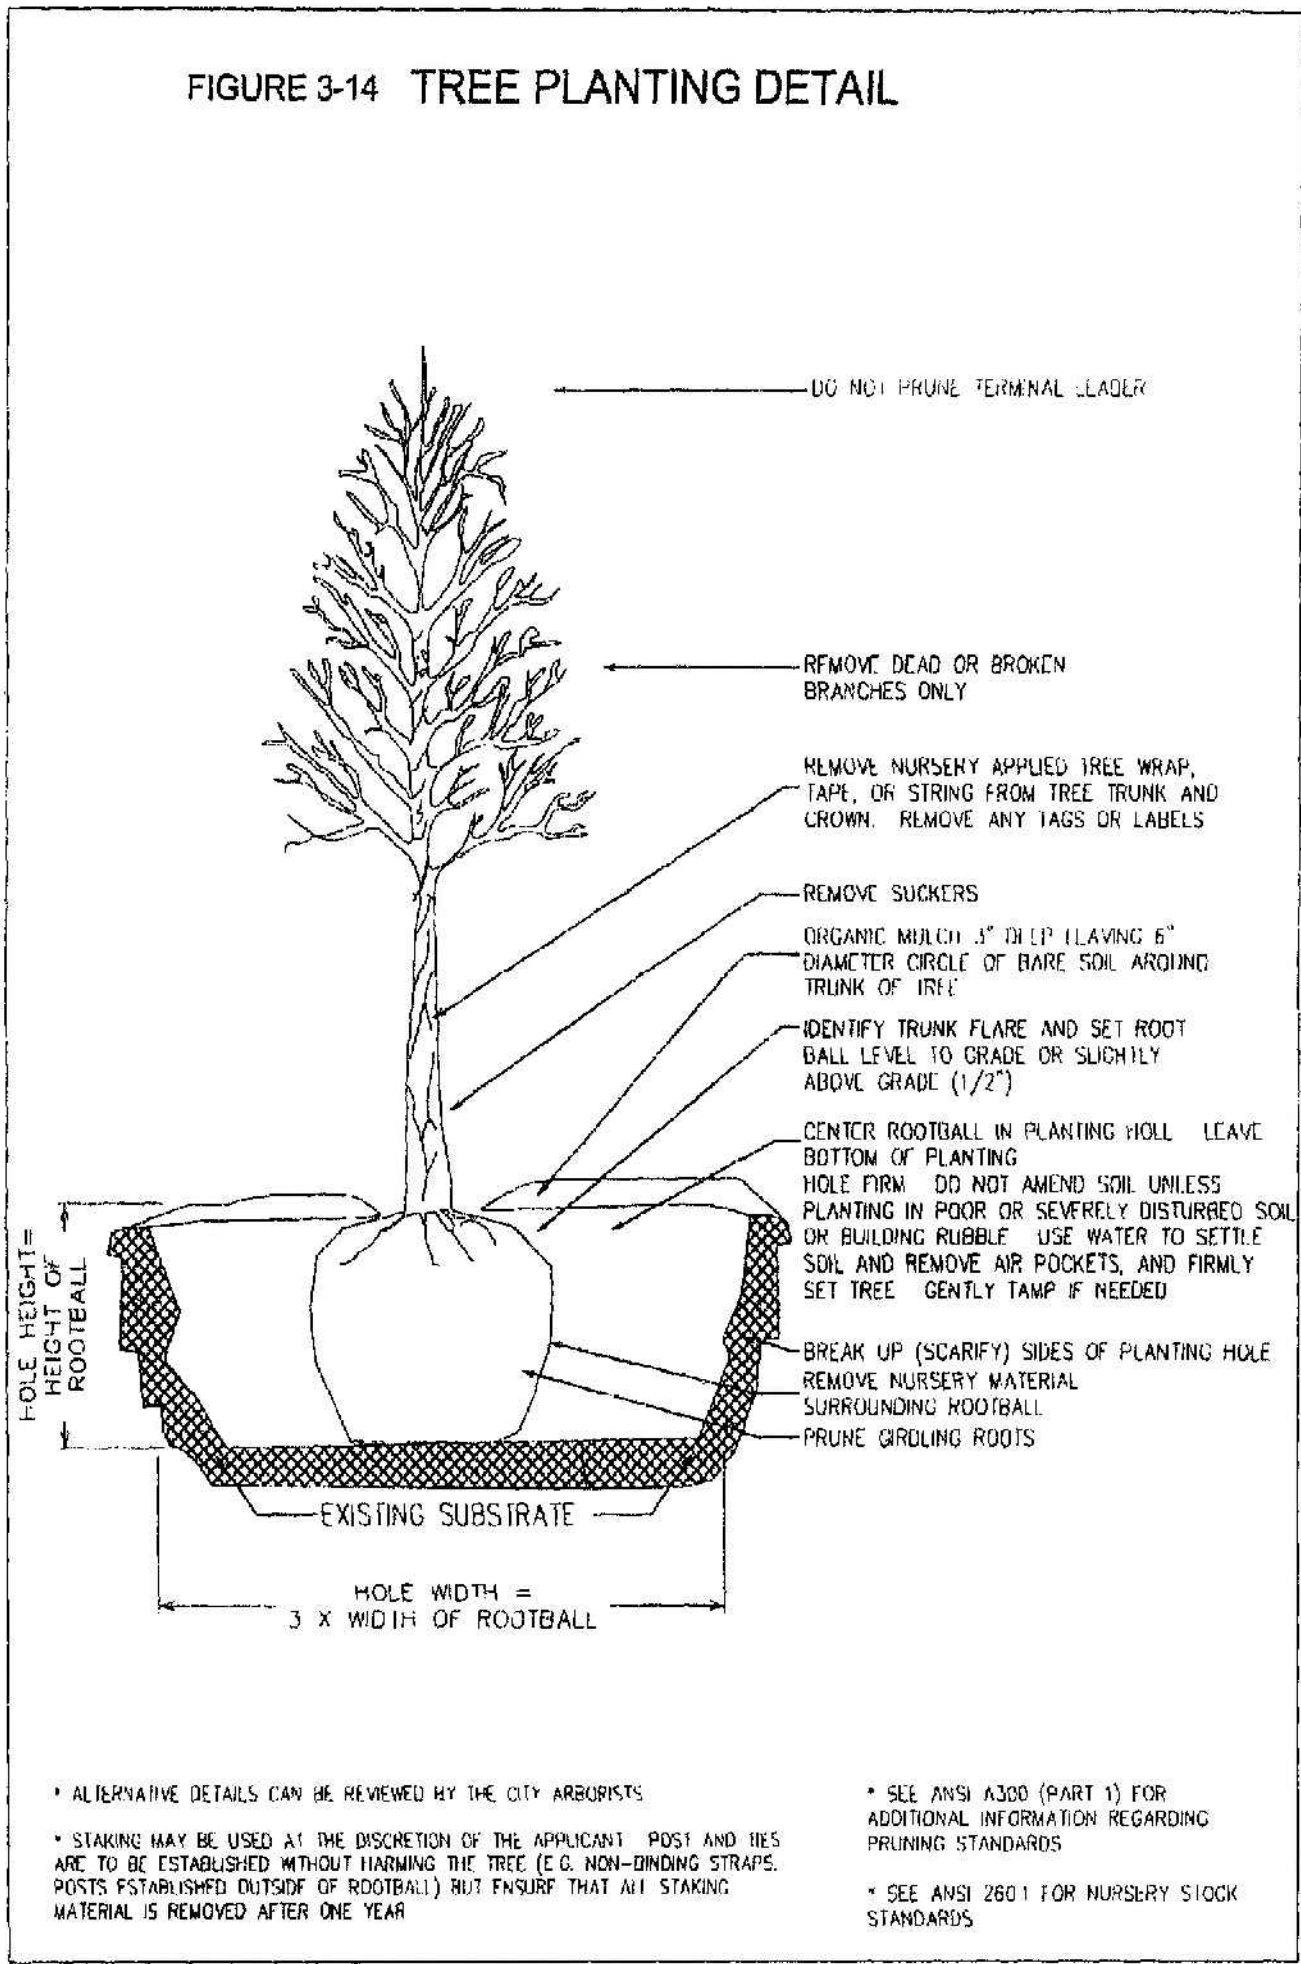 FIGURE 3-14 TREE PLANTING DETAIL
DO NOT PRUNE TERMINAL LEADER
REMOVE DEAD OR BROKEN
BRANCHES ONLY
REMOVE NURSERY APPLIED TREE WRAP,
TAPE, OR STRING FROM TREE TRUNK AND
CROWN. REMOVE ANY TAGS OR LABELS
REMOVE SUCKERS
ORGANIC MULCH 3" DEEP LEAVING 6"
DIAMETER CIRCLE OF BARE SOIL AROUND
TRUNK OF TREE
IDENTIFY TRUNK FLARE AND SET ROOT
BALL LEVEL TO GRADE OR SLIGHTLY
ABOVE GRADE (1/2")
CENTER ROOTBALL IN PLANTING HOLE LEAVE
BOTTOM OF PLANTING
HOLE FIRM DO NOT AMEND SOIL UNLESS
PLANTING IN POOR OR SEVERELY DISTURBED SOIL
OR BUILDING RUBBLE USE WATER TO SETTLE
SOIL AND REMOVE AIR POCKETS, AND FIRMLY
SET TREE GENTLY TAMP IF NEEDED
BREAK UP (SCARIFY) SIDES OF PLANTING HOLE
REMOVE NURSERY MATERIAL
SURROUNDING ROOTBALL
PRUNE GIRDLING ROOTS
HOLE HEIGHT=
HEIGHT OF
ROOTBALL
EXISTING SUBSTRATE
HOLE WIDTH =
3 X WIDTH OF ROOTBALL
* ALTERNATIVE DETAILS CAN BE REVIEWED BY THE CITY ARBORISTS
* STAKING MAY BE USED AT THE DISCRETION OF THE APPLICANT POST AND TIES
ARE TO BE ESTABLISHED WITHOUT HARMING THE TREE (E.G. NON-BINDING STRAPS,
POSTS ESTABLISHED OUTSIDE OF ROOTBALL) BUT ENSURE THAT ALL STAKING
MATERIAL IS REMOVED AFTER ONE YEAR
* SEE ANSI A300 (PART 1) FOR
ADDITIONAL INFORMATION REGARDING
PRUNING STANDARDS
* SEE ANSI Z60 1 FOR NURSERY STOCK
STANDARDS